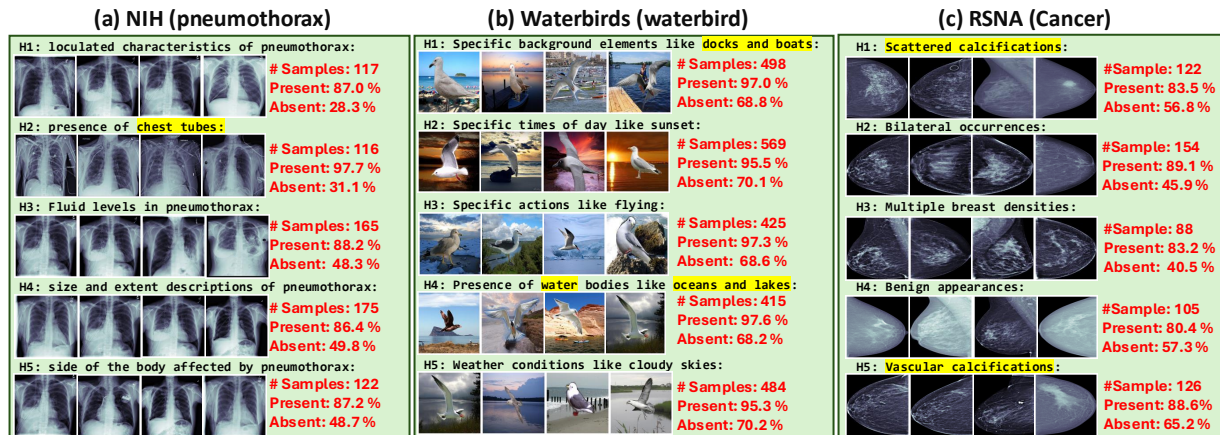 (a) NIH (pneumothorax)
H1: loculated characteristics of pneumothorax:
# Samples: 117
Present: 87.0 %
Absent: 28.3 %
H2: presence of chest tubes:
# Samples: 116
Present: 97.7 %
Absent: 31.1 %
H3: Fluid levels in pneumothorax:
# Samples: 165
Present: 88.2 %
Absent: 48.3 %
H4: size and extent descriptions of pneumothorax:
# Samples: 175
Present: 86.4 %
Absent: 49.8 %
H5: side of the body affected by pneumothorax:
# Samples: 122
Present: 87.2 %
Absent: 48.7 %
(b) Waterbirds (waterbird)
H1: Specific background elements like docks and boats:
# Samples: 498
Present: 97.0 %
Absent: 68.8 %
H2: Specific times of day like sunset:
# Samples: 569
Present: 95.5 %
Absent: 70.1 %
H3: Specific actions like flying:
# Samples: 425
Present: 97.3 %
Absent: 68.6 %
H4: Presence of water bodies like oceans and lakes:
# Samples: 415
Present: 97.6 %
Absent: 68.2 %
H5: Weather conditions like cloudy skies:
# Samples: 484
Present: 95.3 %
Absent: 70.2 %
(c) RSNA (Cancer)
H1: Scattered calcifications:
#Sample: 122
Present: 83.5 %
Absent: 56.8 %
H2: Bilateral occurrences:
#Sample: 154
Present: 89.1 %
Absent: 45.9 %
H3: Multiple breast densities:
#Sample: 88
Present: 83.2 %
Absent: 40.5 %
H4: Benign appearances:
#Sample: 105
Present: 80.4 %
Absent: 57.3 %
H5: Vascular calcifications:
#Sample: 126
Present: 88.6%
Absent: 65.2 %